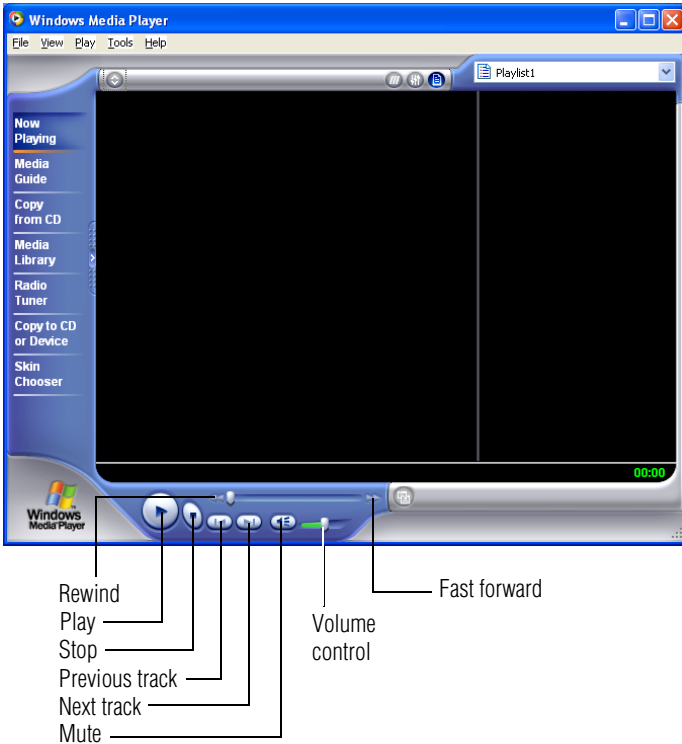 Windows Media Player
File View Play Tools Help
Playlist1
Now
Playing
Media
Guide
Copy
from CD
Media
Library
Radio
Tuner
Copy to CD
or Device
Skin
Chooser
00:00
Windows
Media Player
Rewind
Play
Stop
Previous track
Next track
Mute
Volume
control
Fast forward